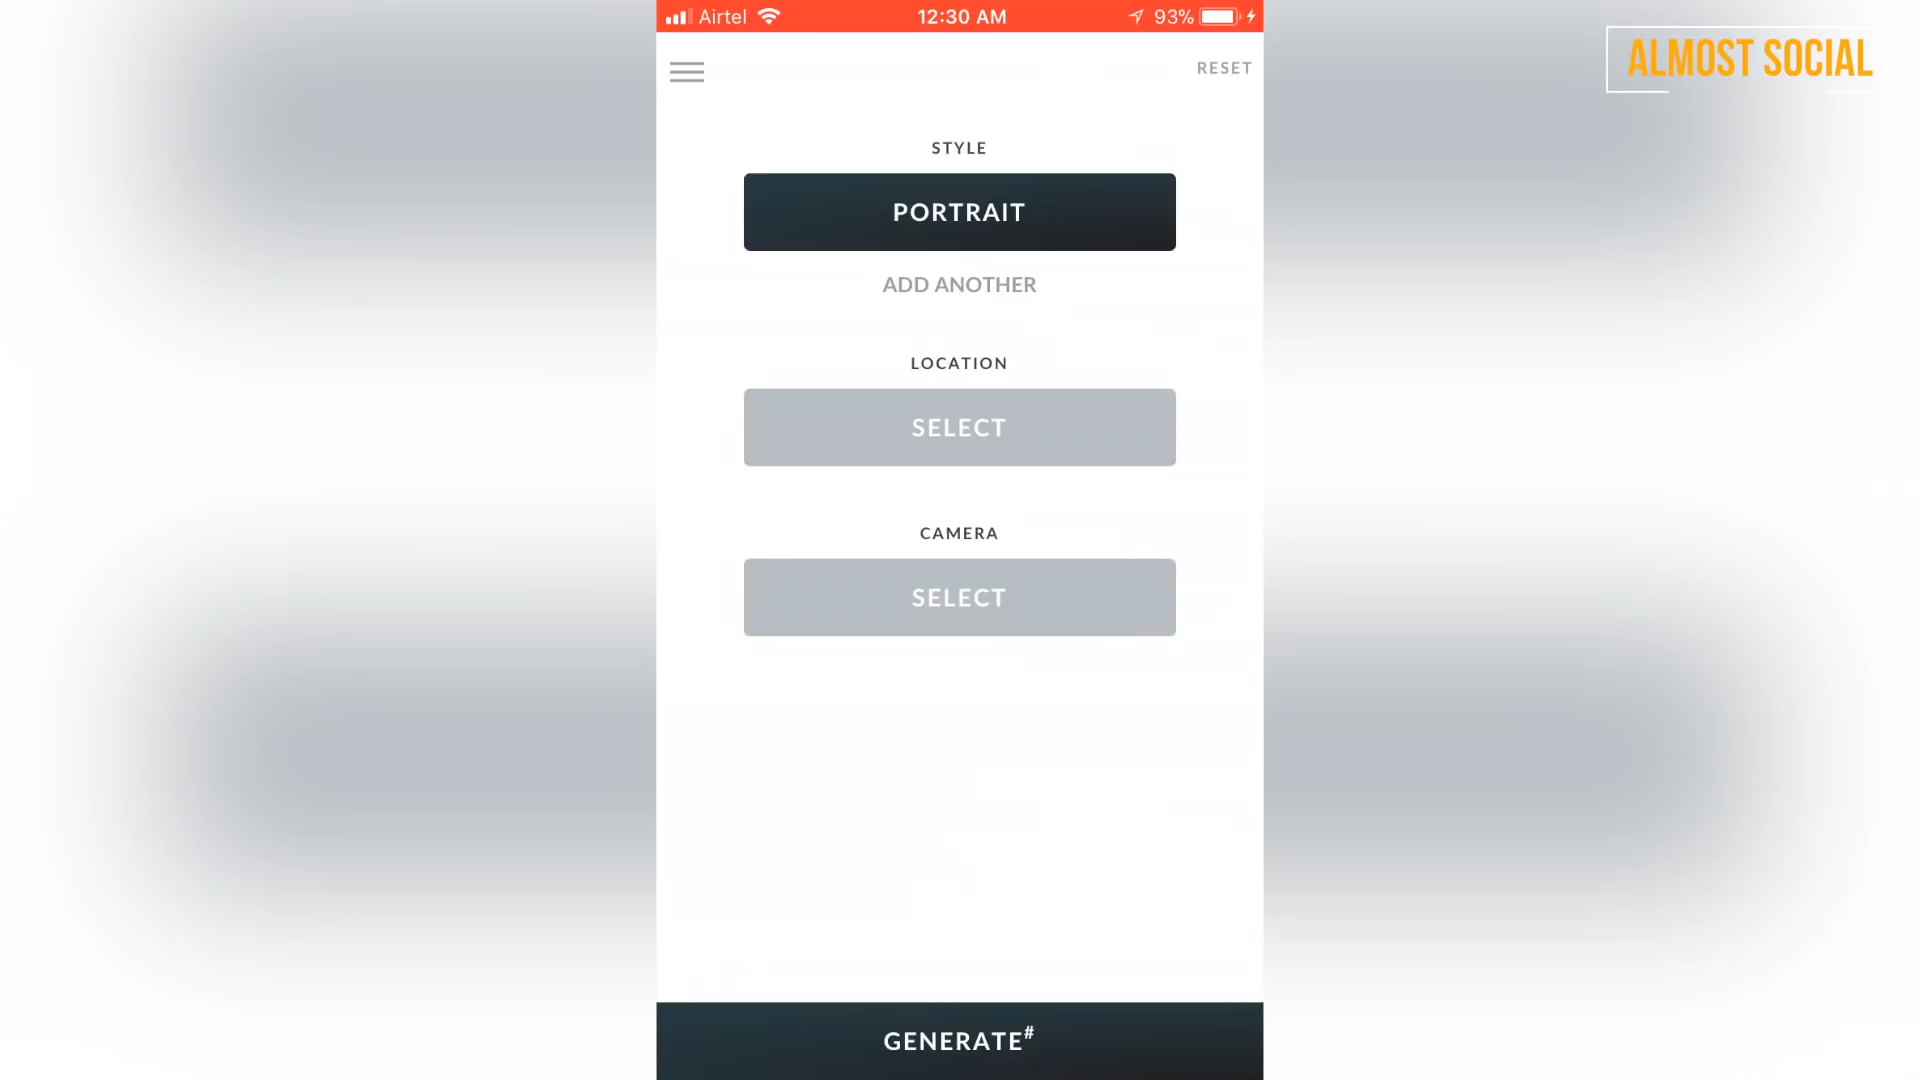 Airtel 12:30 AM 93%
ALMOST SOCIAL
RESET
STYLE
PORTRAIT
ADD ANOTHER
LOCATION
SELECT
CAMERA
SELECT
GENERATE#